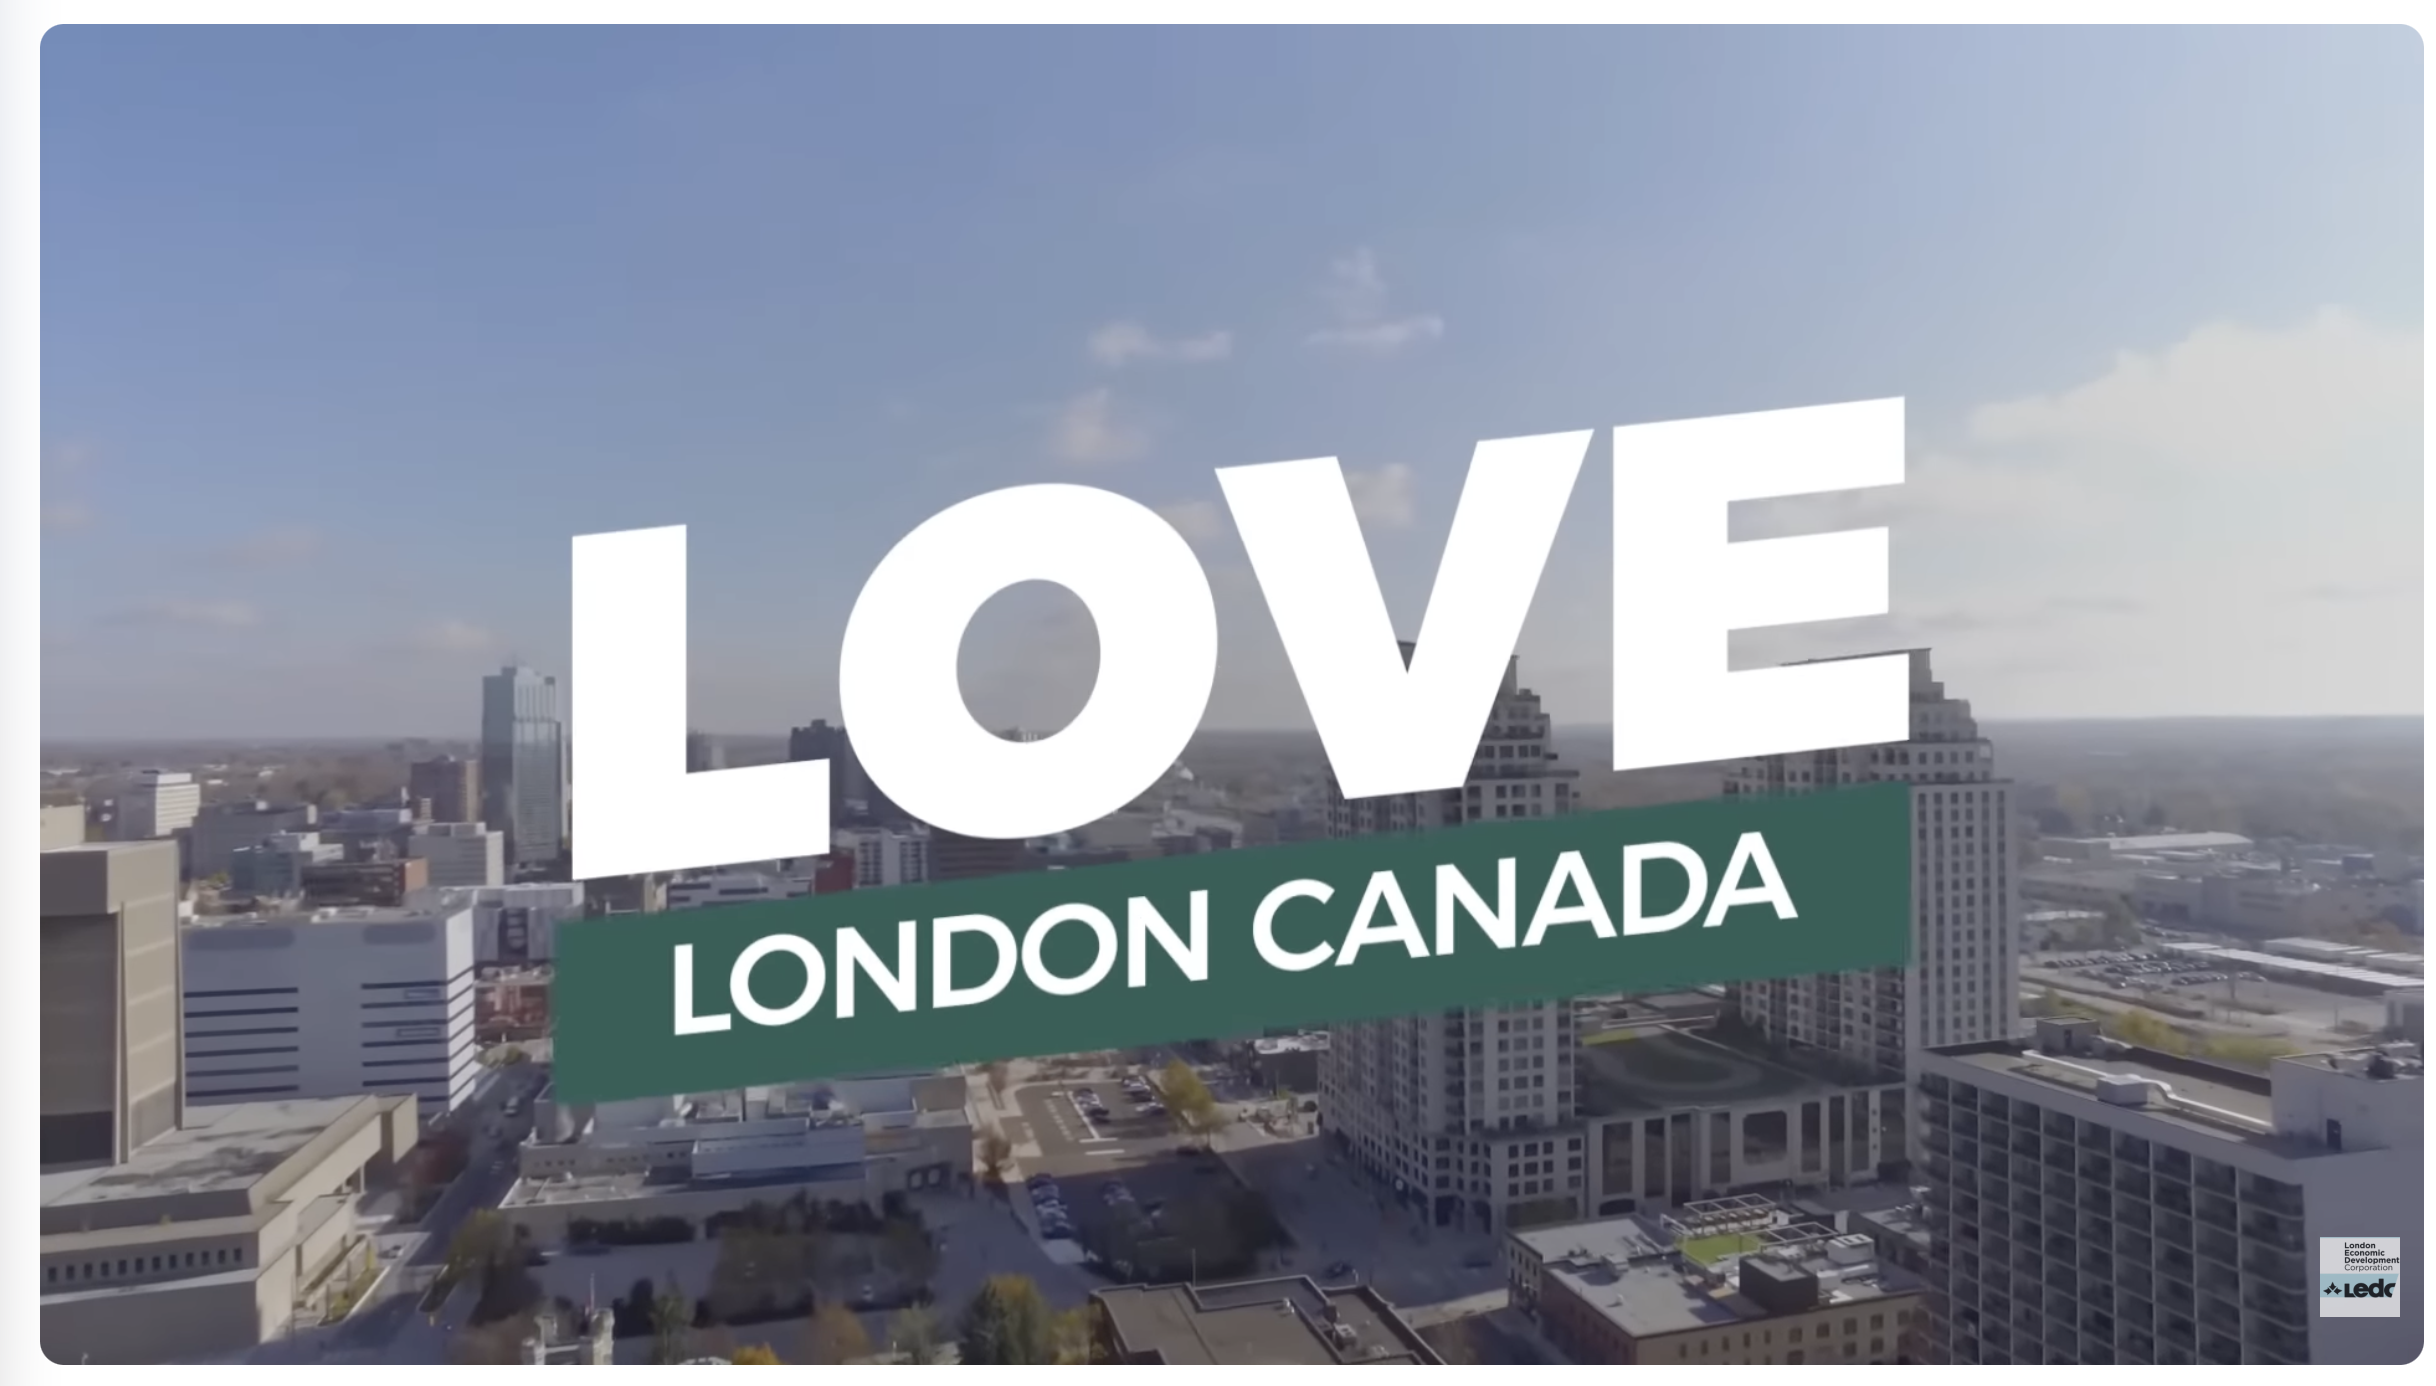 LOVE
LONDON CANADA
London
Economic
Development
Corporation
Ledc